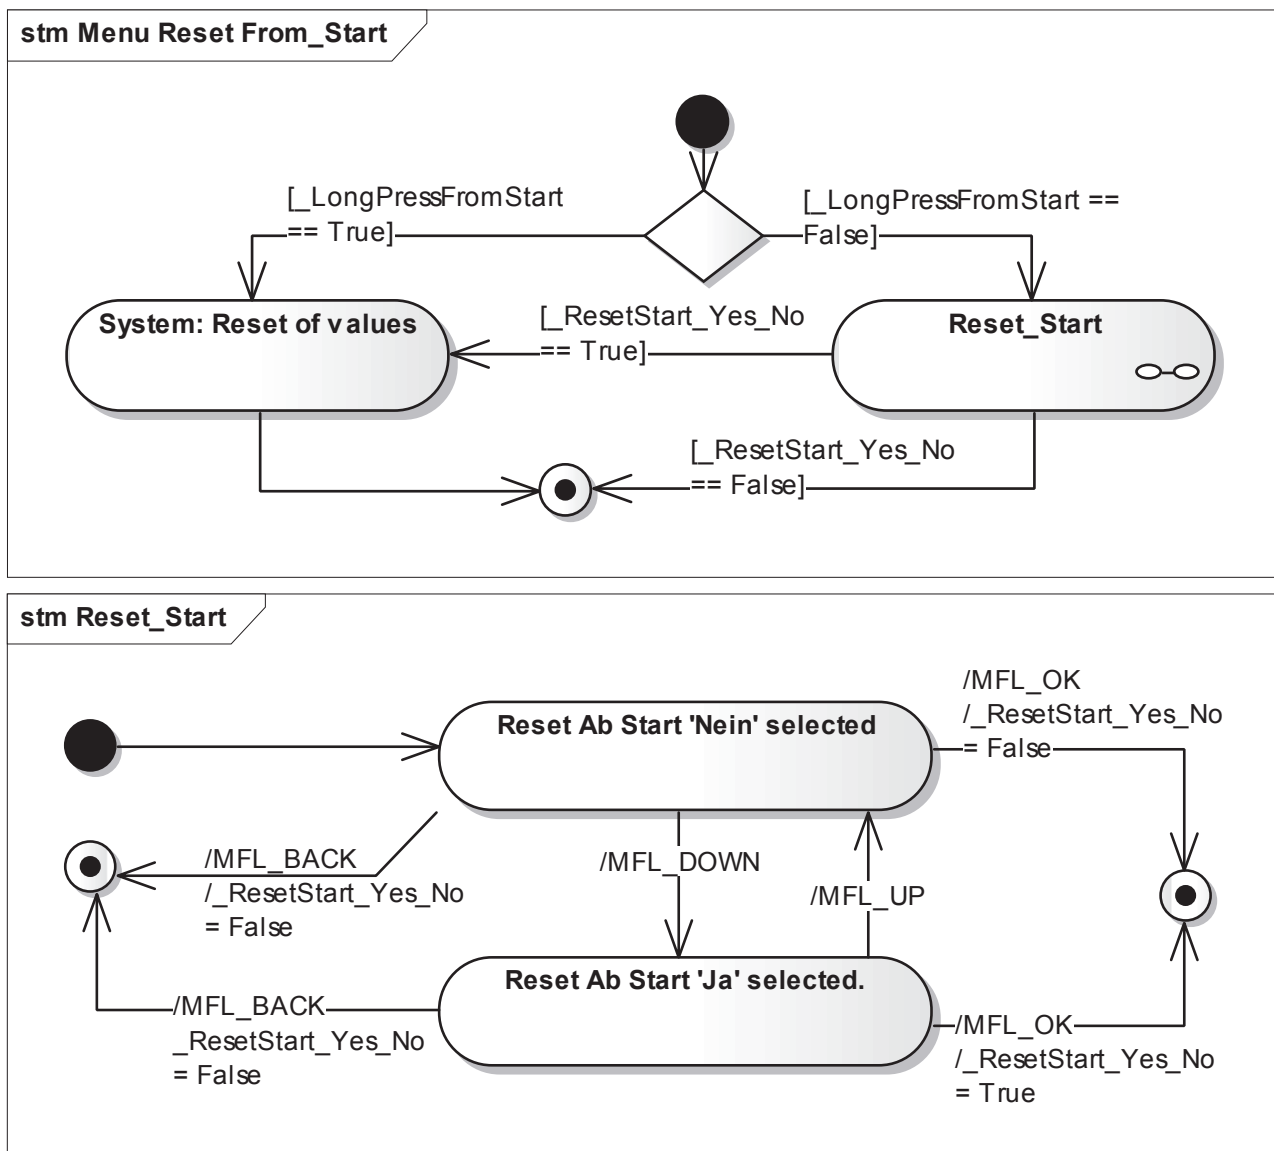 stm Menu Reset From_Start
[_LongPressFromStart
== True]
[_LongPressFromStart ==
False]
System: Reset of values
[_ResetStart_Yes_No
== True]
Reset_Start
[_ResetStart_Yes_No
== False]
stm Reset_Start
Reset Ab Start 'Nein' selected
/MFL_OK
/_ResetStart_Yes_No
= False
/MFL_BACK
/_ResetStart_Yes_No
= False
/MFL_DOWN
/MFL_UP
Reset Ab Start 'Ja' selected.
/MFL_BACK
_ResetStart_Yes_No
= False
/MFL_OK
/_ResetStart_Yes_No
= True